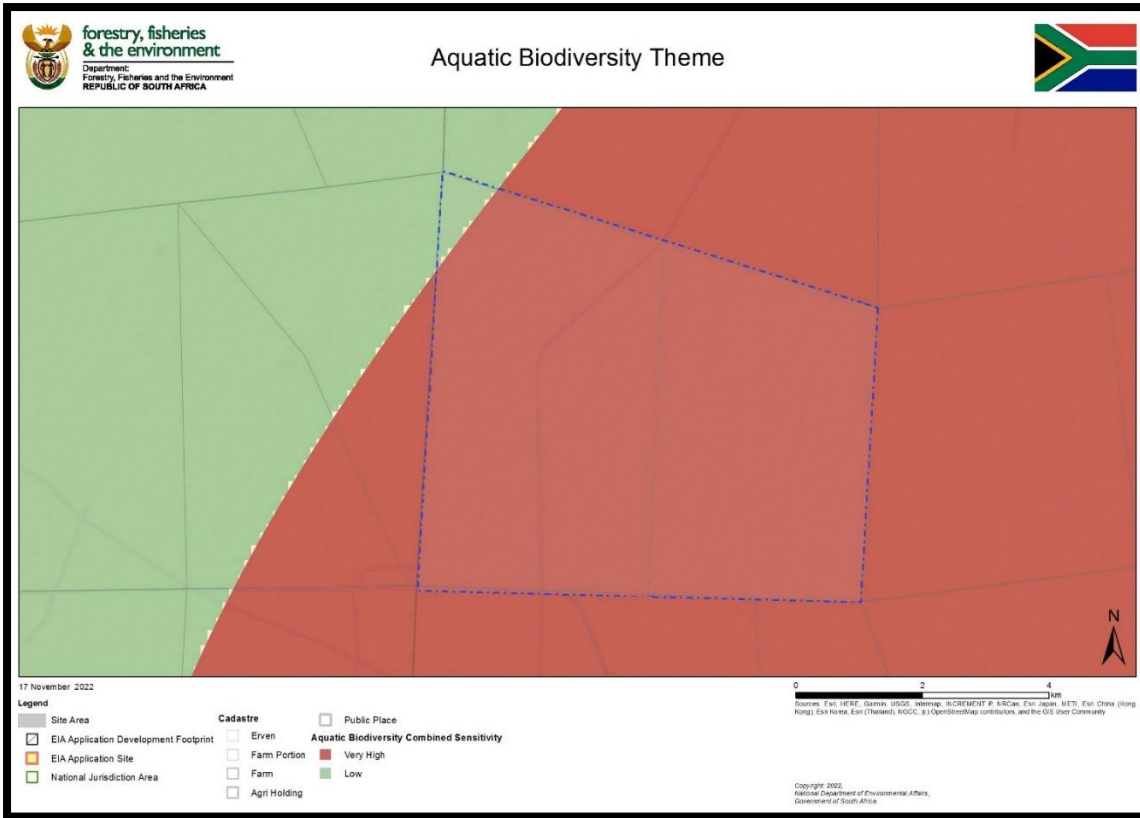 forestry, fisheries
& the environment
Department:
Forestry, Fisheries and the Environment
REPUBLIC OF SOUTH AFRICA
Aquatic Biodiversity Theme
N
17 November 2022
Legend
Site Area
EIA Application Development Footprint
EIA Application Site
National Jurisdiction Area
Cadastre
Erven
Farm Portion
Farm
Agri Holding
Public Place
Aquatic Biodiversity Combined Sensitivity
Very High
Low
0 2 4
km
Sources: Esri, HERE, Garmin, USGS, Intermap, INCREMENT P, NRCan, Esri Japan, METI, Esri China (Hong
Kong), Esri Korea, Esri (Thailand), NGCC, (c) OpenStreetMap contributors, and the GIS User Community
Copyright: 2022,
National Department of Environmental Affairs,
Government of South Africa